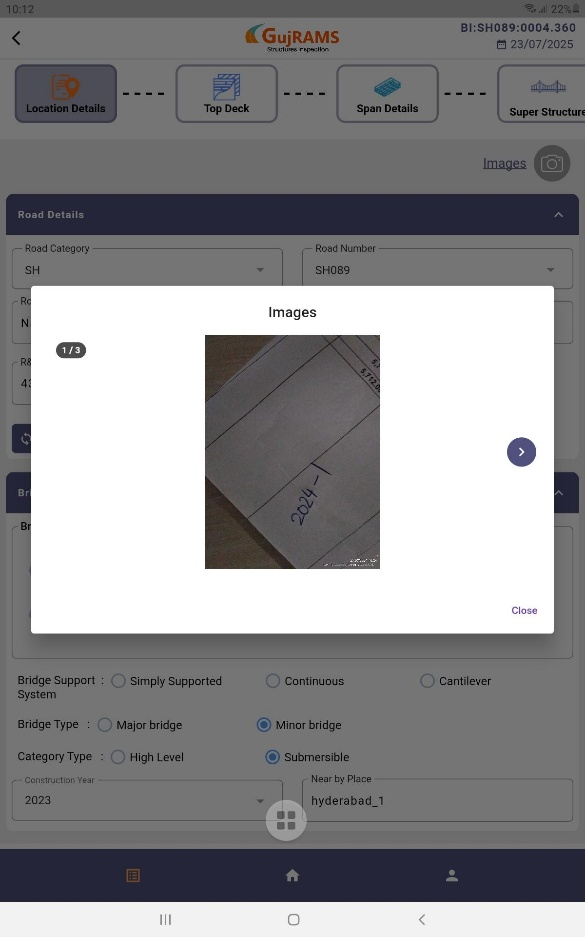 10:12
22%
GujRAMS
Structures Inspection
BI:SH089:0004.360
23/07/2025
Location Details
Top Deck
Span Details
Super Structure
Images
Road Details
Road Category
SH
Road Number
SH089
Images
1 / 3
2024-1
Close
Bridge Support System :
Simply Supported
Continuous
Cantilever
Bridge Type :
Major bridge
Minor bridge
Category Type :
High Level
Submersible
Construction Year
2023
Near by Place
hyderabad_1